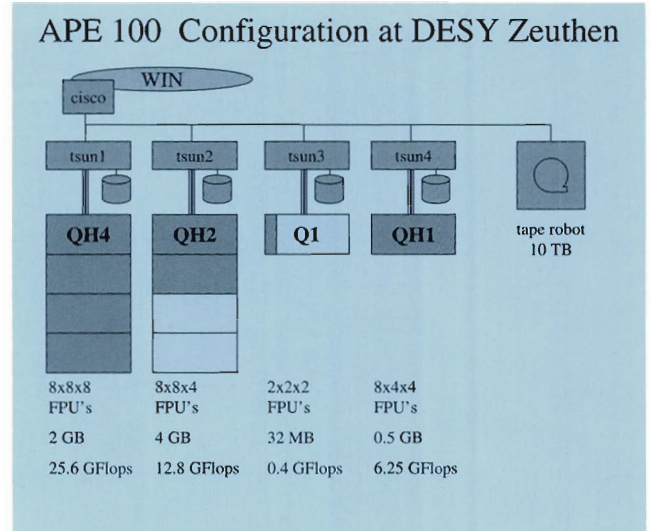 APE 100 Configuration at DESY Zeuthen
WIN
cisco
tsun1 tsun2 tsun3 tsun4
QH4 QH2 Q1 QH1
tape robot
10 TB
8x8x8 8x8x4 2x2x2 8x4x4
FPU's FPU's FPU's FPU's
2 GB 4 GB 32 MB 0.5 GB
25.6 GFlops 12.8 GFlops 0.4 GFlops 6.25 GFlops